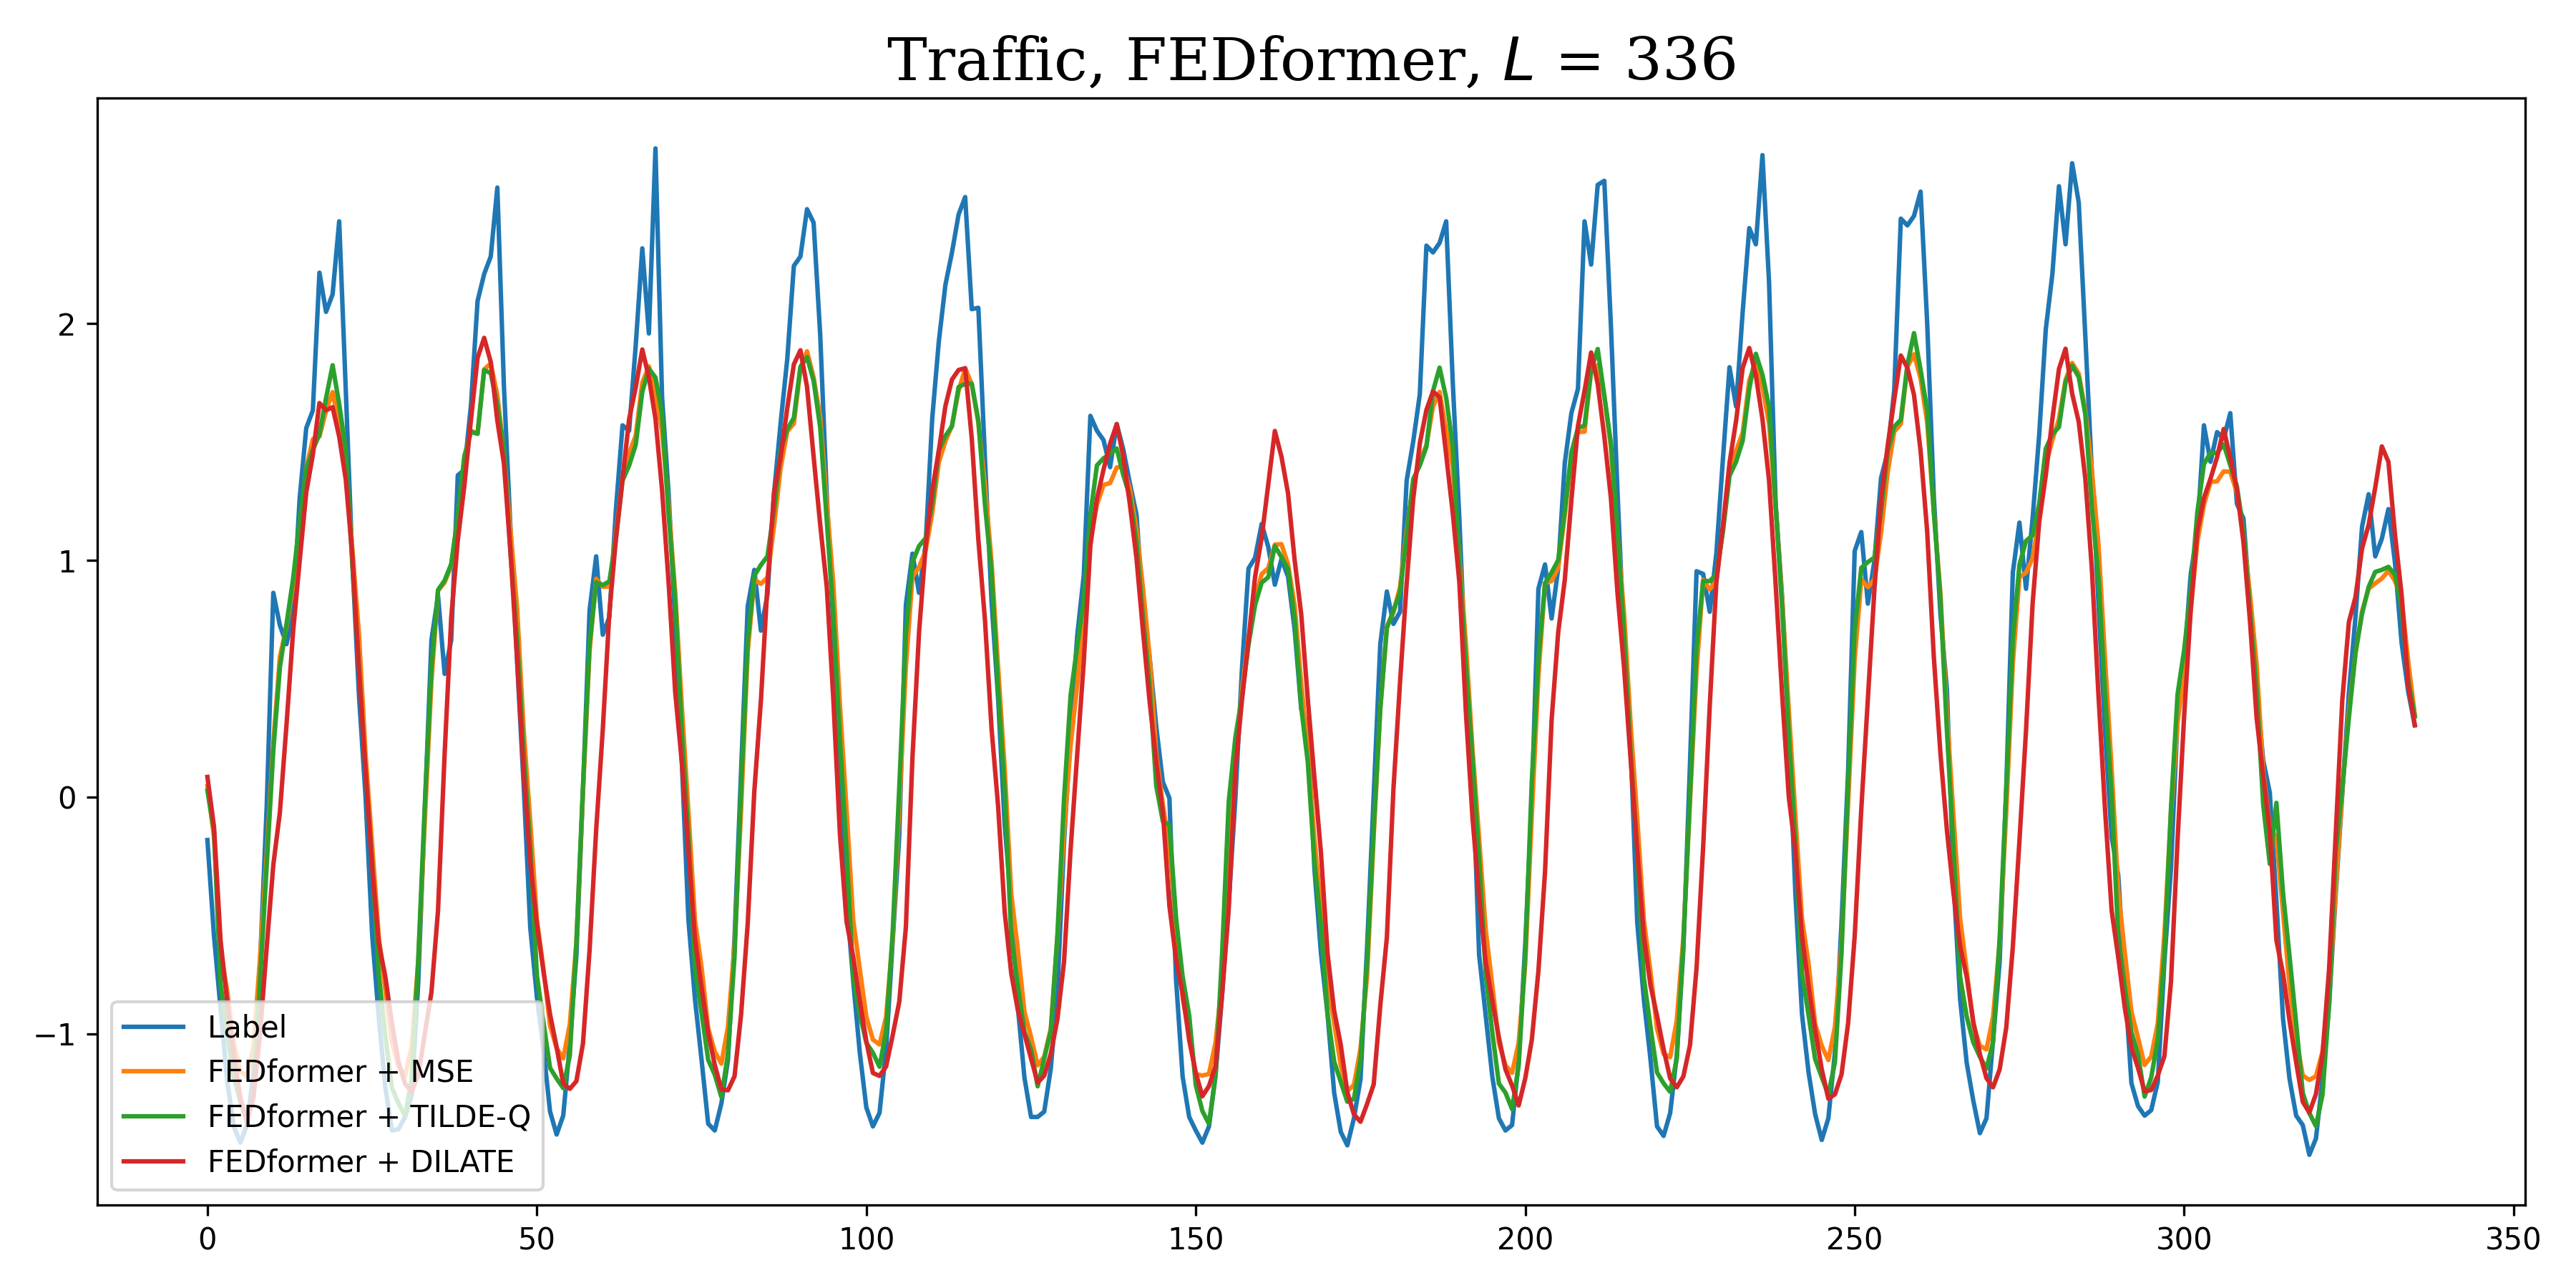 Traffic, FEDformer, L = 336
2
1
0
−1
Label
FEDformer + MSE
FEDformer + TILDE-Q
FEDformer + DILATE
0 50 100 150 200 250 300 350